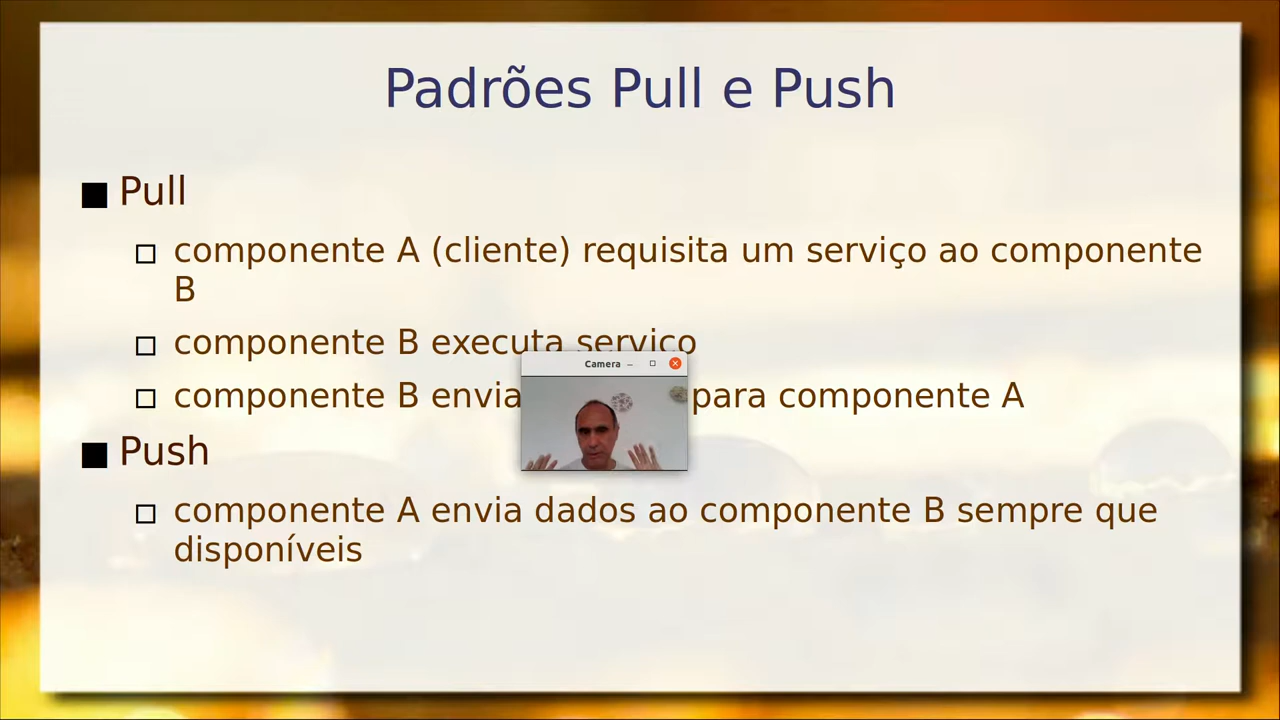 Padrões Pull e Push
Pull
componente A (cliente) requisita um serviço ao componente
B
componente B executa serviço
Camera
componente B envia para componente A
Push
componente A envia dados ao componente B sempre que
disponíveis